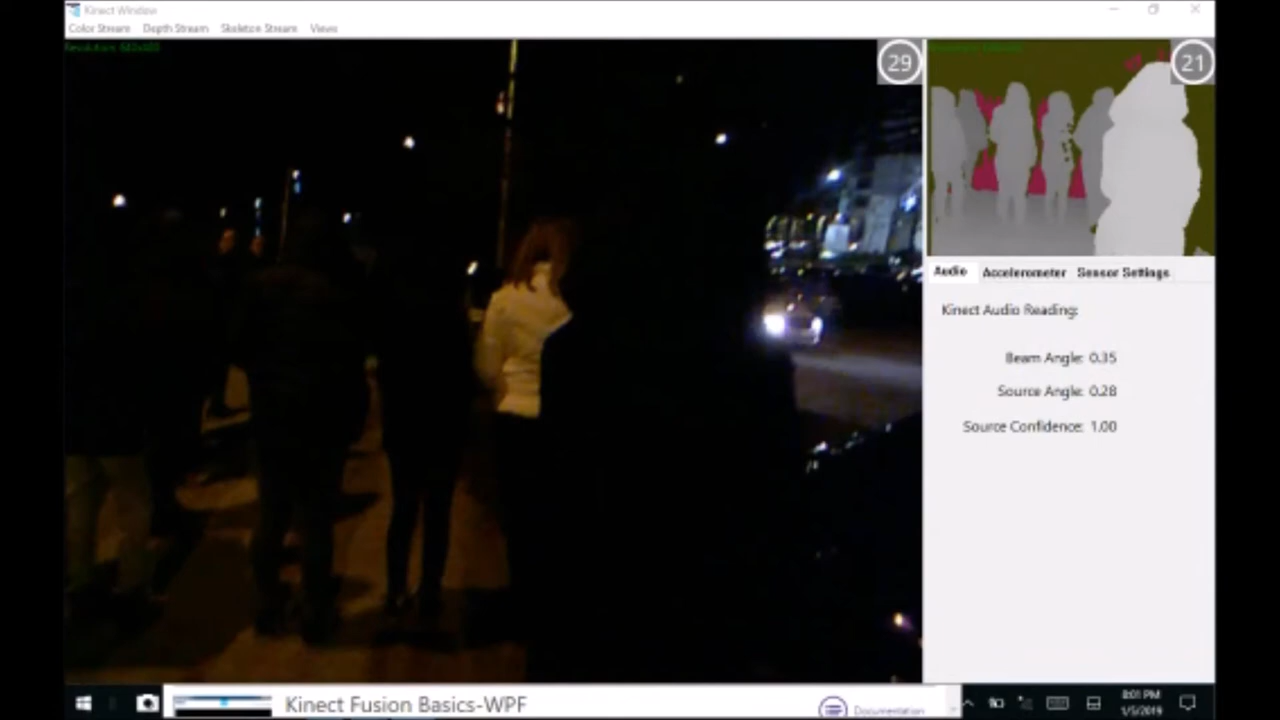 Kinect Window
Color Stream Depth Stream Skeleton Stream Views
Resolution: 640x480
29
21
Audio Accelerometer Sensor Settings
Kinect Audio Reading:
Beam Angle: 0.35
Source Angle: 0.28
Source Confidence: 1.00
Kinect Fusion Basics-WPF
Documentation
8:01 PM
1/5/2019